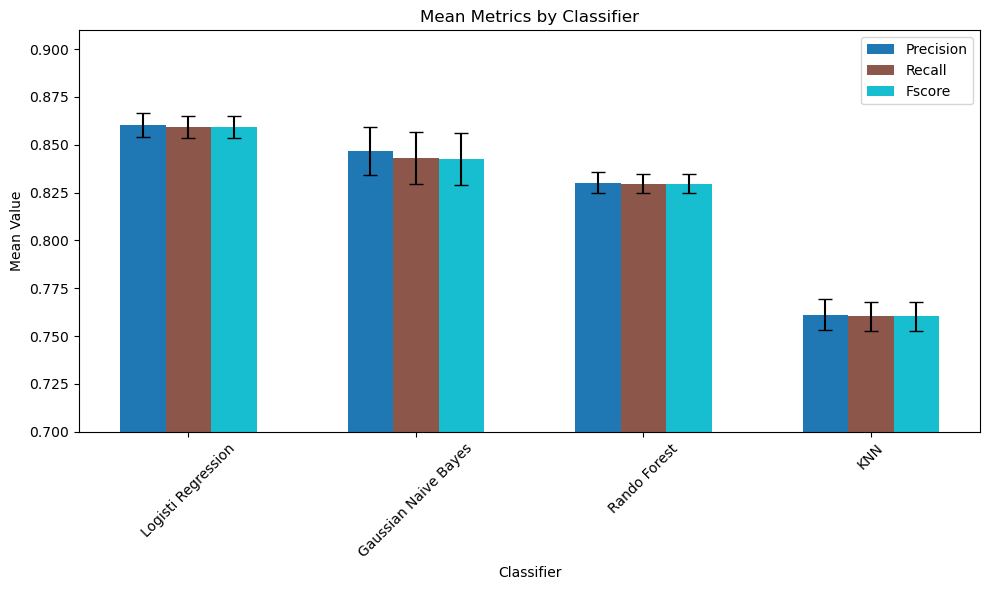 Mean Metrics by Classifier
Precision
Recall
Fscore
0.900
0.875
0.850
0.825
0.800
0.775
0.750
0.725
0.700
Mean Value
Logisti Regression
Gaussian Naive Bayes
Rando Forest
KNN
Classifier